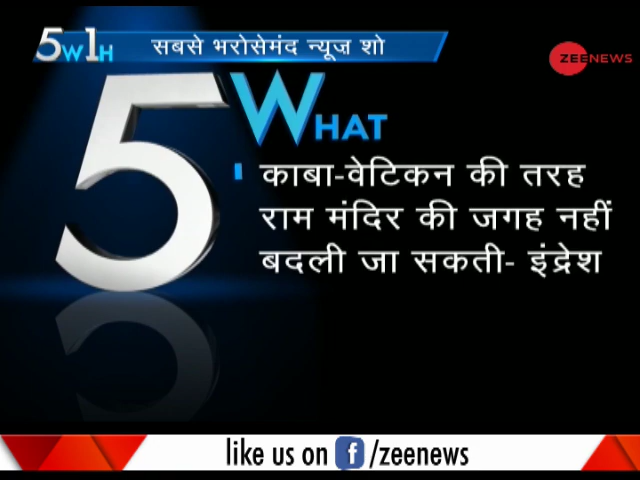 5W1H
सबसे भरोसेमंद न्यूज़ शो
ZEENEWS
5 WHAT
काबा-वेटिकन की तरह
राम मंदिर की जगह नहीं
बदली जा सकती- इंद्रेश
like us on f/zeenews